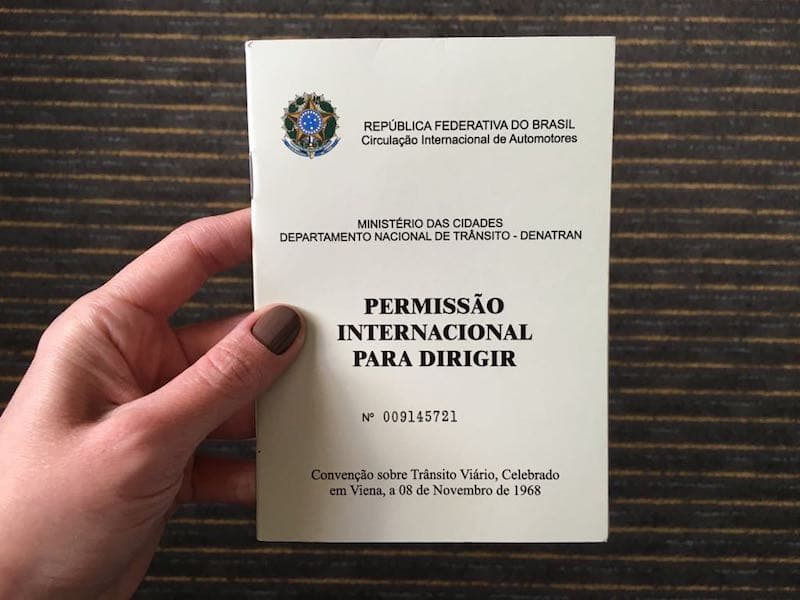 REPÚBLICA FEDERATIVA DO BRASIL
Circulação Internacional de Automotores
MINISTÉRIO DAS CIDADES
DEPARTAMENTO NACIONAL DE TRÂNSITO - DENATRAN
PERMISSÃO
INTERNACIONAL
PARA DIRIGIR
Nº 009145721
Convenção sobre Trânsito Viário, Celebrado
em Viena, a 08 de Novembro de 1968